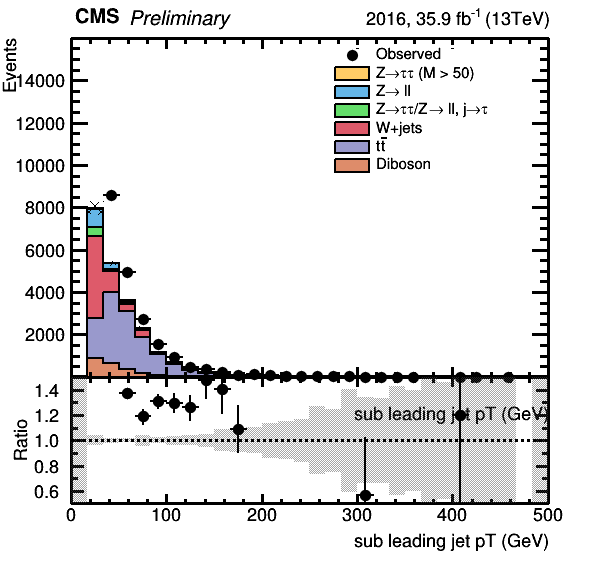 CMS Preliminary 2016, 35.9 fb⁻¹ (13TeV)
Events
14000
12000
10000
8000
6000
4000
2000
Observed
Z→ττ (M > 50)
Z→ ll
Z→ττ/Z→ ll, j→τ
W+jets
tt̅
Diboson
sub leading jet pT (GeV)
Ratio
1.4
1.2
1.0
0.8
0.6
0 100 200 300 400 500
sub leading jet pT (GeV)